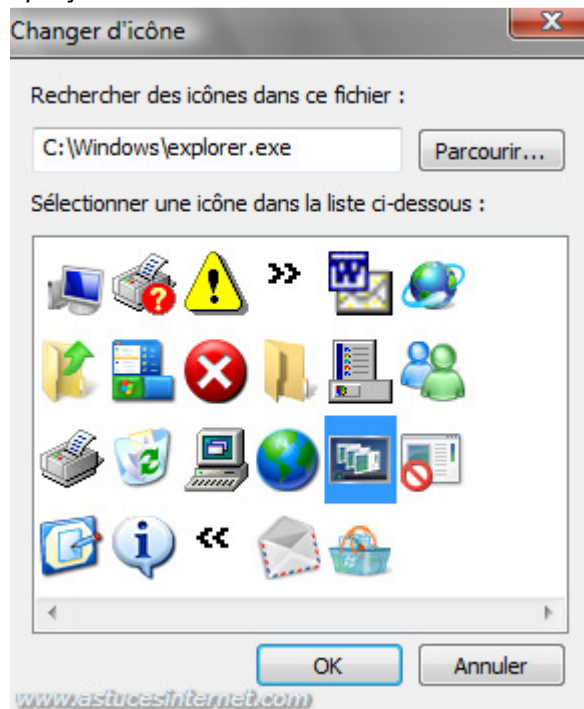 Changer d'icône
Rechercher des icônes dans ce fichier :
C:\Windows\explorer.exe
Parcourir...
Sélectionner une icône dans la liste ci-dessous :
OK
Annuler
www.astucesinternet.com